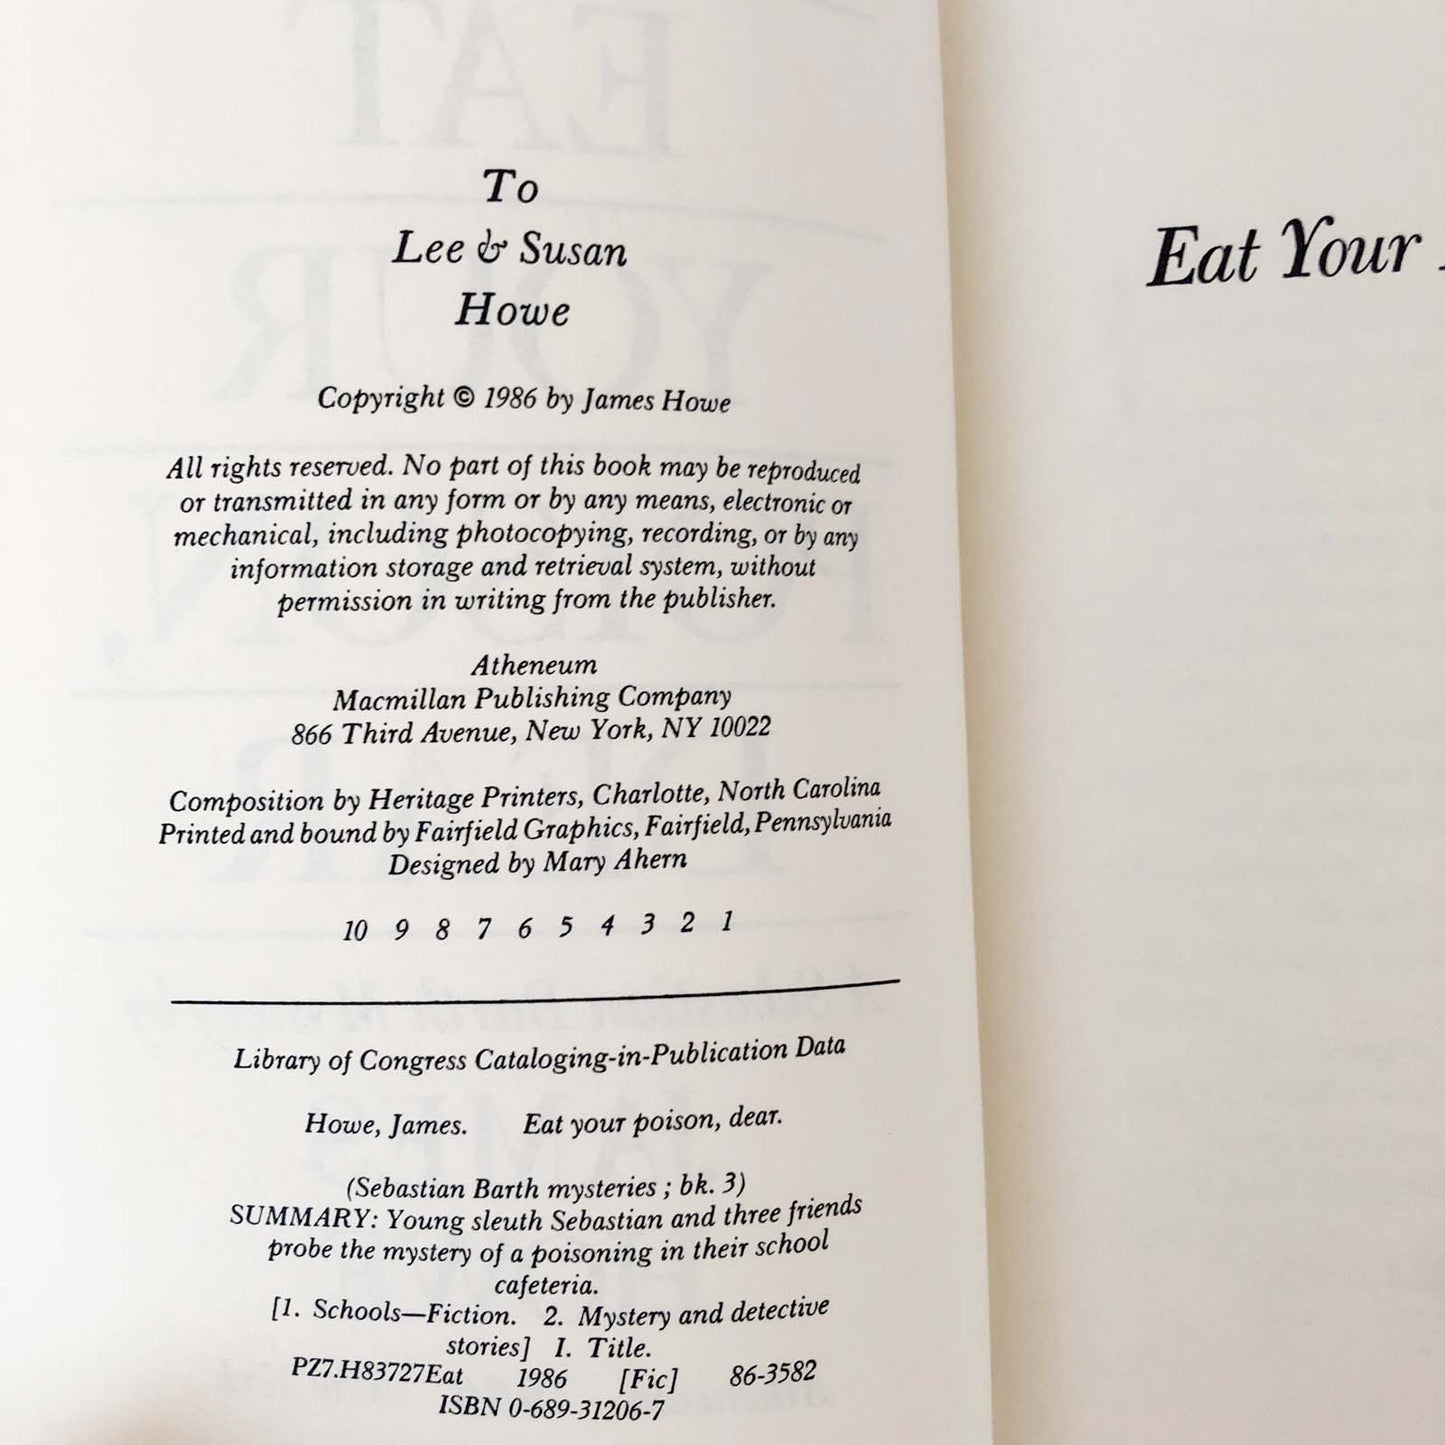 To
Lee & Susan
Howe
Copyright © 1986 by James Howe
All rights reserved. No part of this book may be reproduced
or transmitted in any form or by any means, electronic or
mechanical, including photocopying, recording, or by any
information storage and retrieval system, without
permission in writing from the publisher.
Atheneum
Macmillan Publishing Company
866 Third Avenue, New York, NY 10022
Composition by Heritage Printers, Charlotte, North Carolina
Printed and bound by Fairfield Graphics, Fairfield, Pennsylvania
Designed by Mary Ahern
10 9 8 7 6 5 4 3 2 1
Library of Congress Cataloging-in-Publication Data
Howe, James. Eat your poison, dear.
(Sebastian Barth mysteries ; bk. 3)
SUMMARY: Young sleuth Sebastian and three friends
probe the mystery of a poisoning in their school
cafeteria.
[1. Schools—Fiction. 2. Mystery and detective
stories] I. Title.
PZ7.H83727Eat 1986 [Fic] 86-3582
ISBN 0-689-31206-7
Eat Your